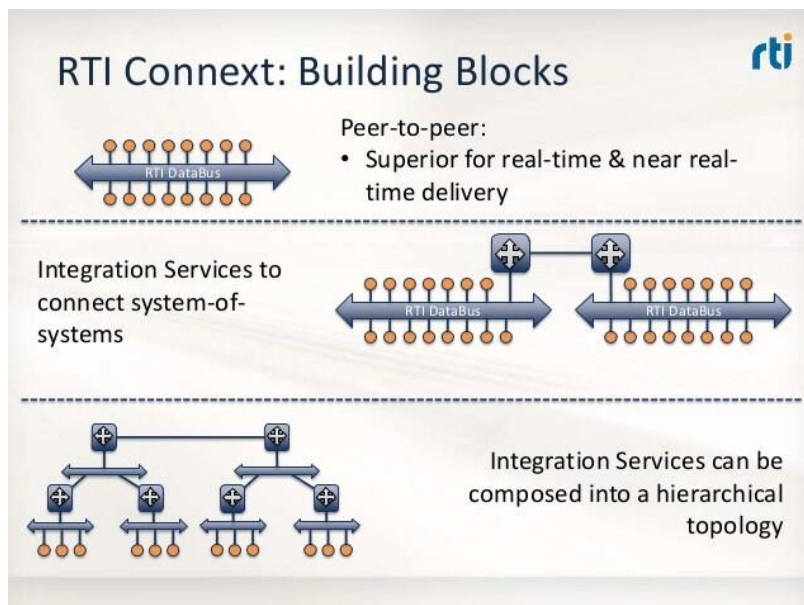 RTI Connext: Building Blocks
rti
Peer-to-peer:
• Superior for real-time & near real-
time delivery
RTI DataBus
Integration Services to
connect system-of-
systems
RTI DataBus
RTI DataBus
Integration Services can be
composed into a hierarchical
topology